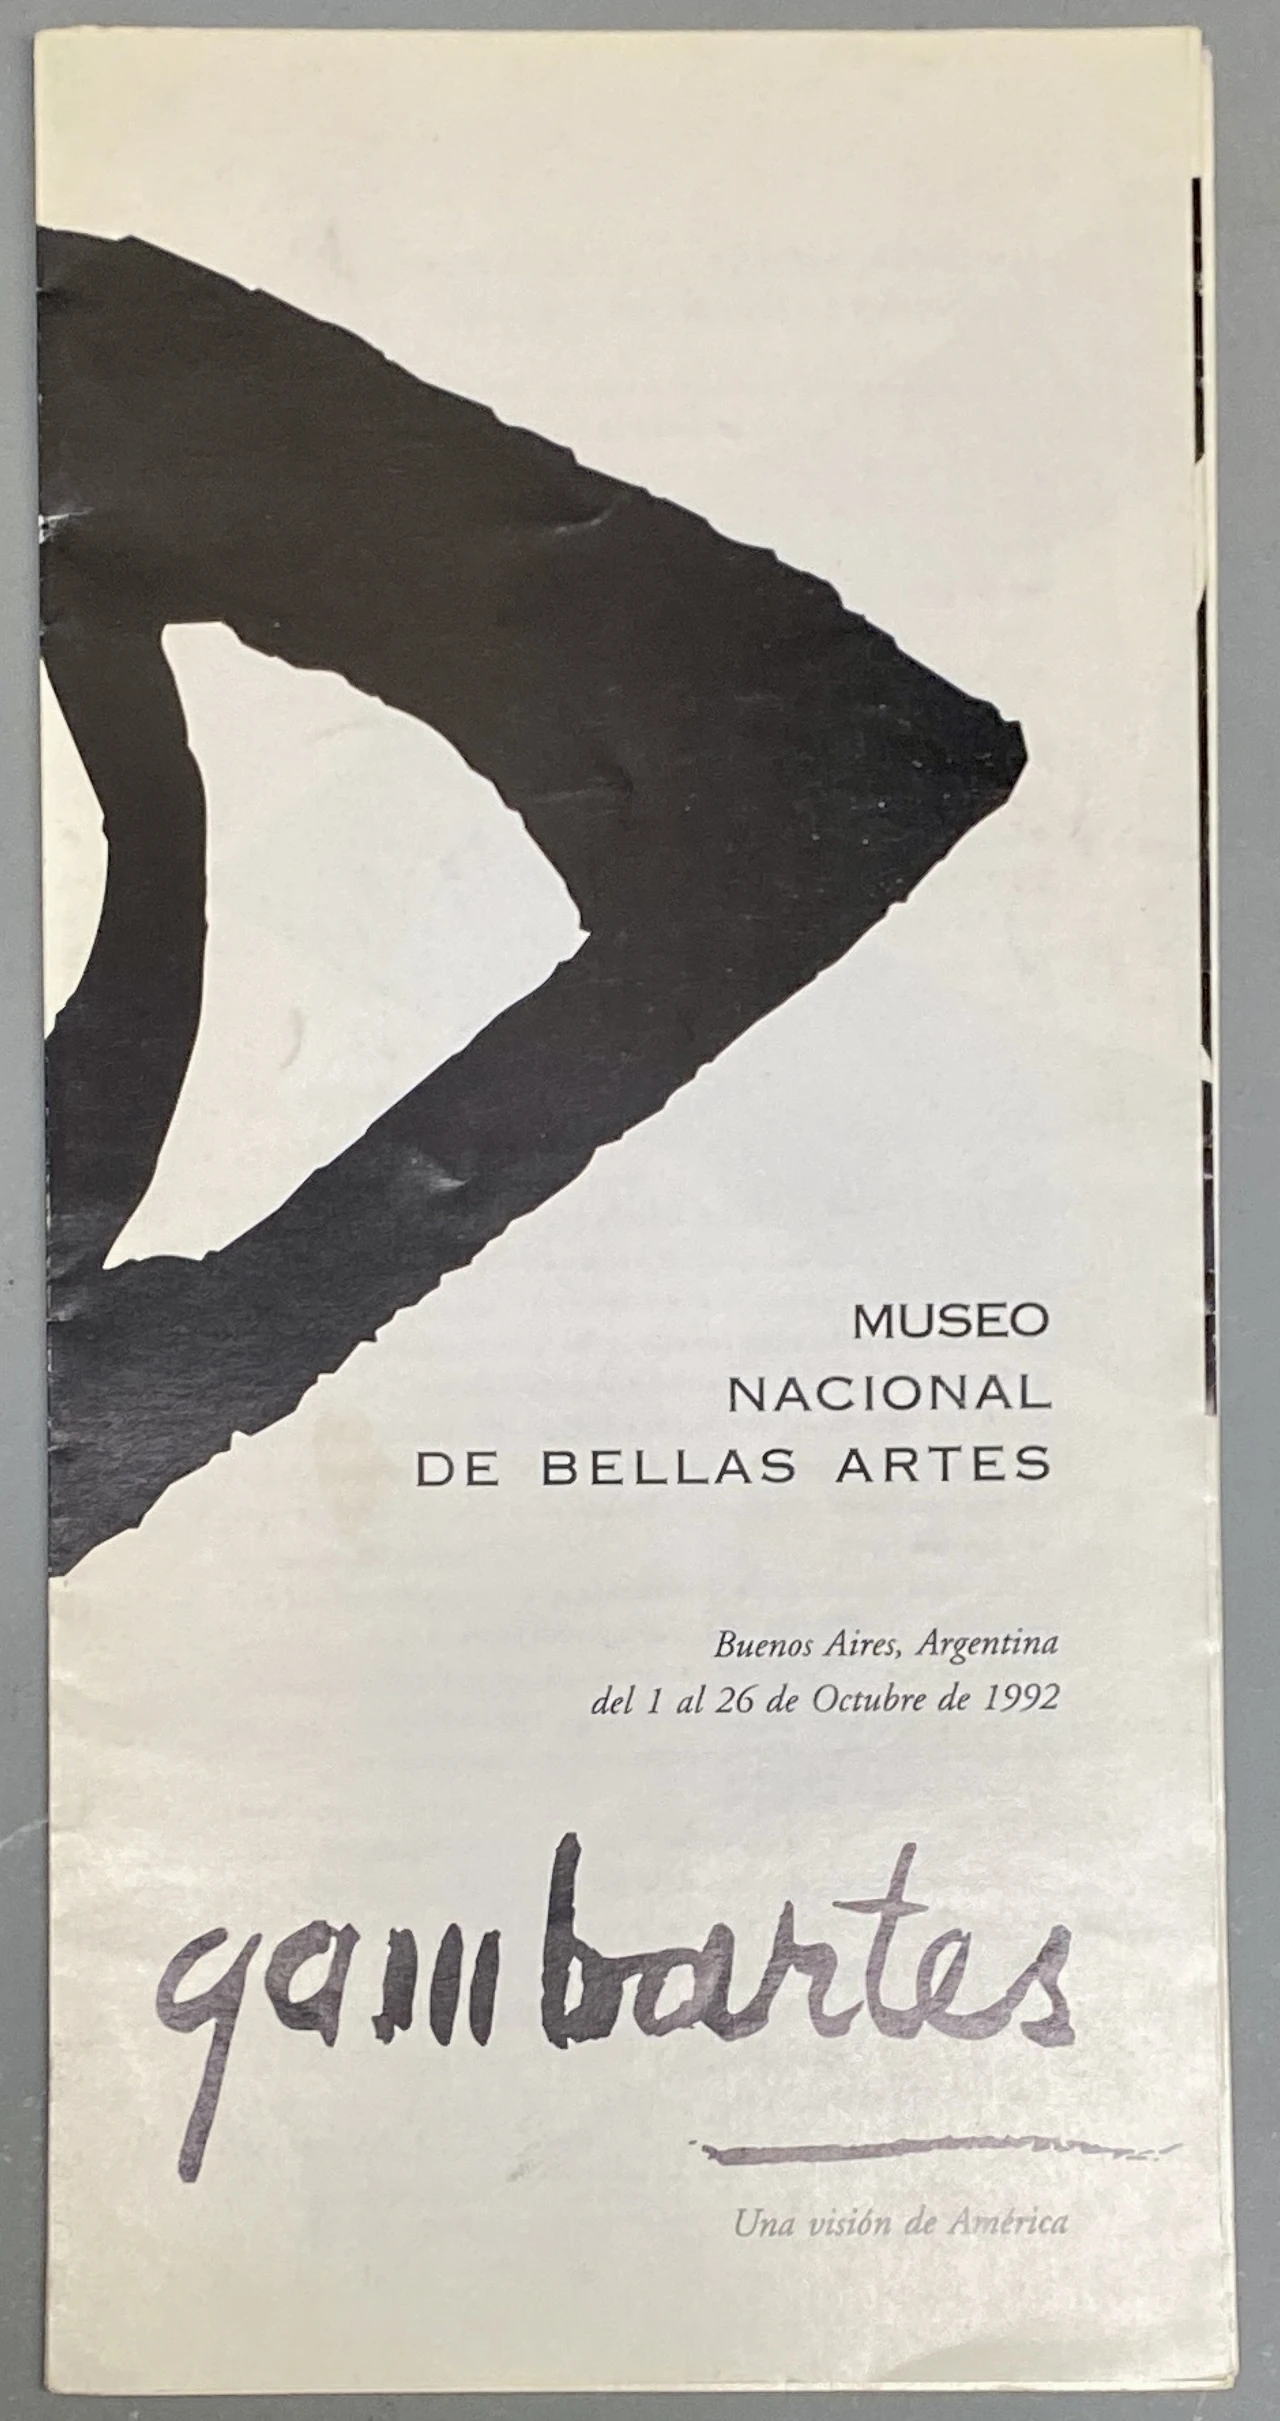 MUSEO
NACIONAL
DE BELLAS ARTES
Buenos Aires, Argentina
del 1 al 26 de Octubre de 1992
gambartes
Una visión de América